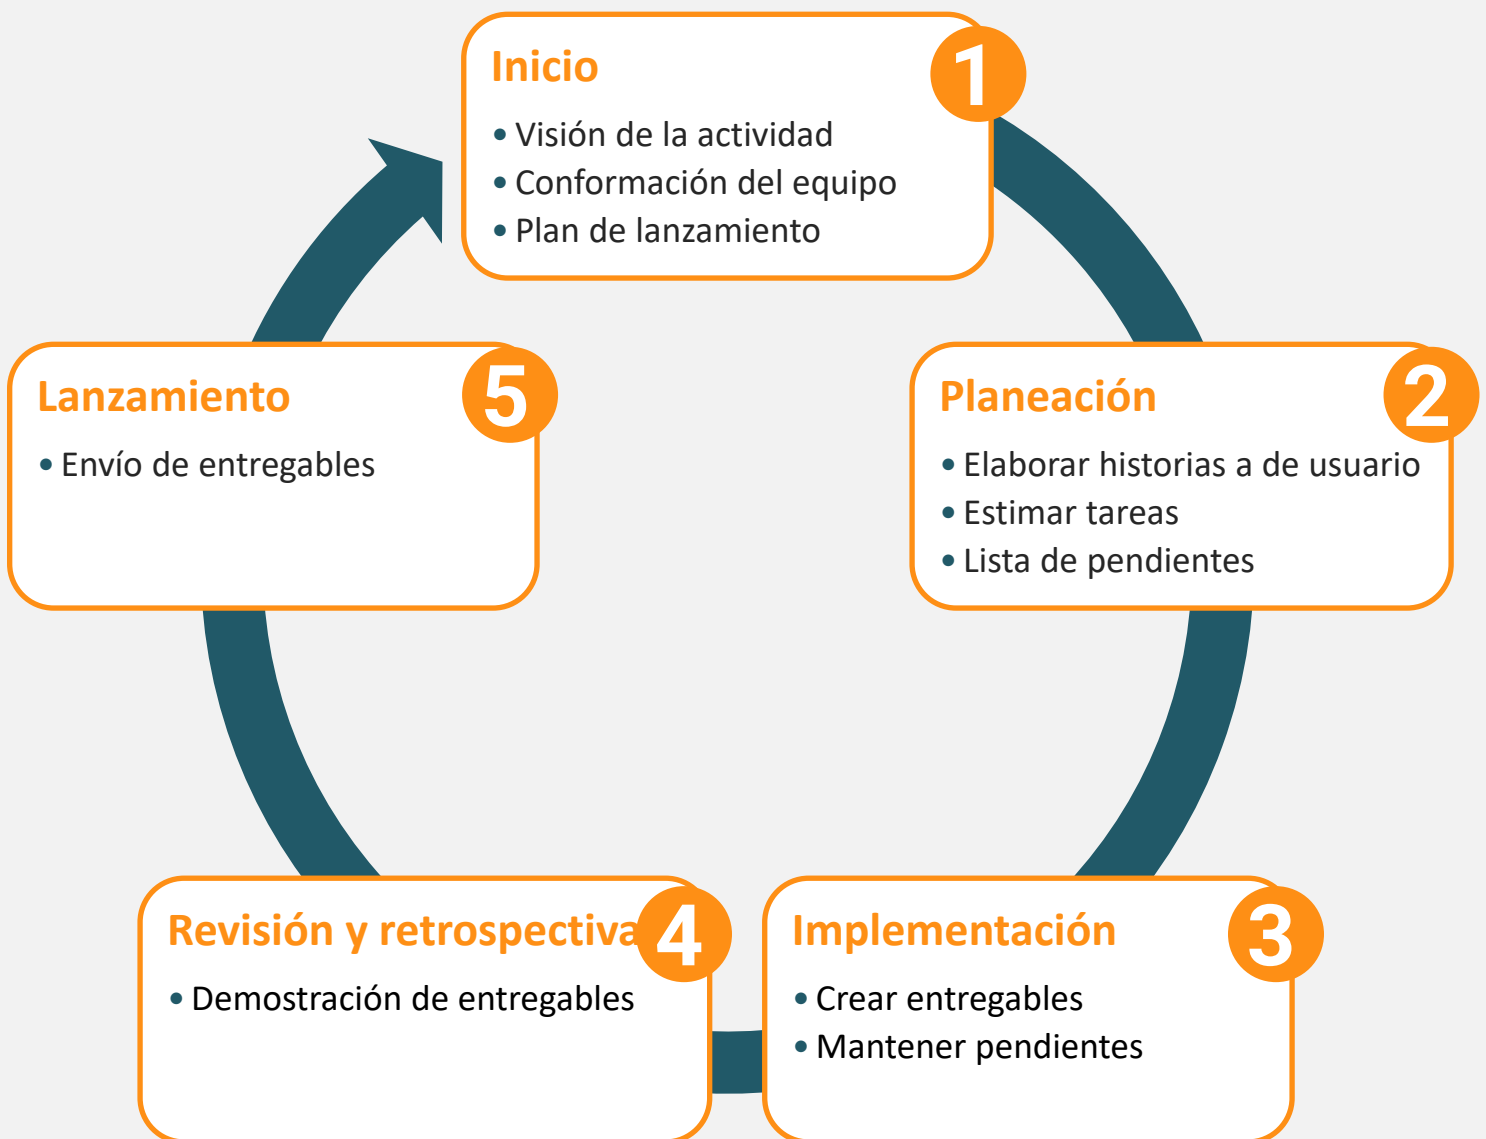 1
Inicio
• Visión de la actividad
• Conformación del equipo
• Plan de lanzamiento
2
Planeación
• Elaborar historias a de usuario
• Estimar tareas
• Lista de pendientes
3
Implementación
• Crear entregables
• Mantener pendientes
4
Revisión y retrospectiva
• Demostración de entregables
5
Lanzamiento
• Envío de entregables